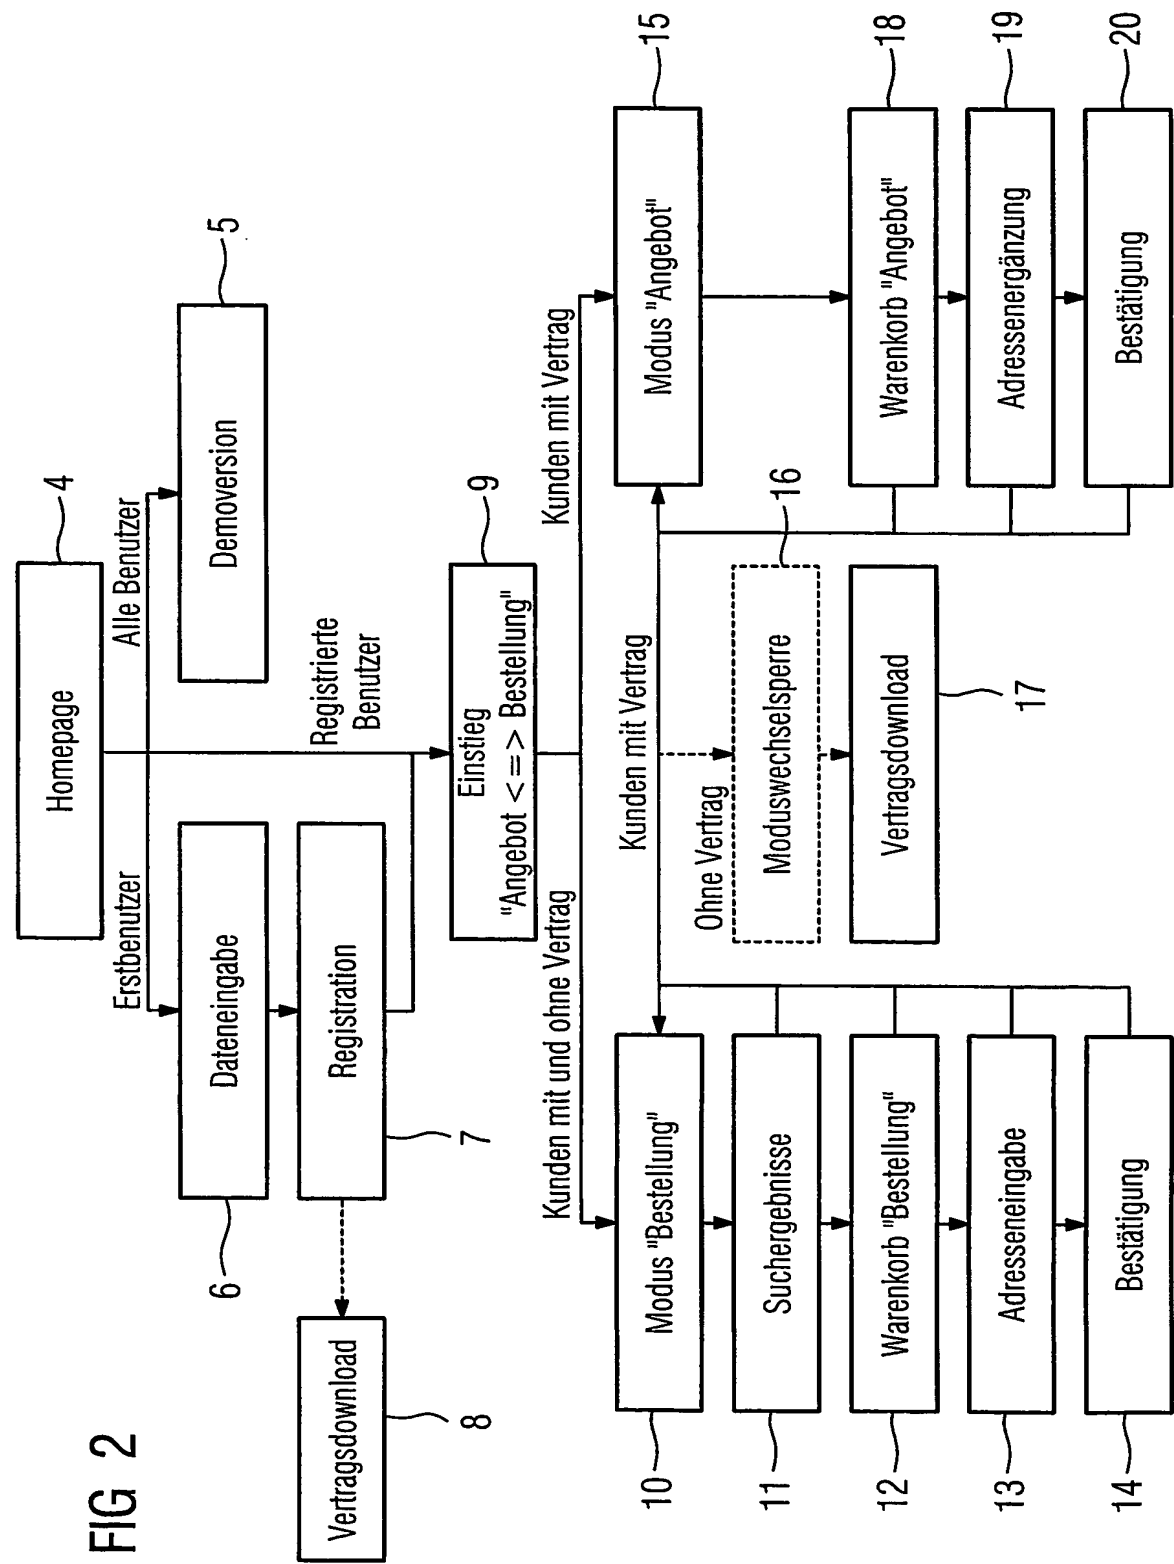 FIG 2
Homepage
4
Erstbenutzer
Alle Benutzer
Dateneingabe
6
Demoversion
5
Registration
7
Vertragsdownload
8
Registrierte
Benutzer
Einstieg
"Angebot <=> Bestellung"
9
Kunden mit und ohne Vertrag
Kunden mit Vertrag
Modus "Bestellung"
10
Kunden mit Vertrag
Modus "Angebot"
15
Suchergebnisse
11
Ohne Vertrag
Moduswechselsperre
16
Warenkorb "Bestellung"
12
Vertragsdownload
17
Warenkorb "Angebot"
18
Adresseneingabe
13
Adressenergänzung
19
Bestätigung
14
Bestätigung
20